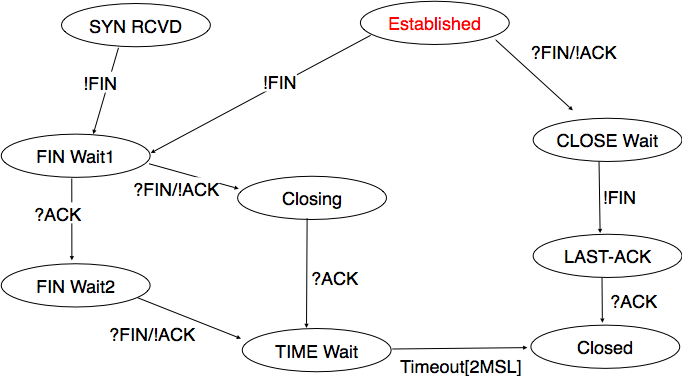 SYN RCVD
Established
?FIN/!ACK
!FIN
!FIN
CLOSE Wait
FIN Wait1
?FIN/!ACK
Closing
!FIN
?ACK
LAST-ACK
?ACK
FIN Wait2
?ACK
?FIN/!ACK
TIME Wait
Closed
Timeout[2MSL]